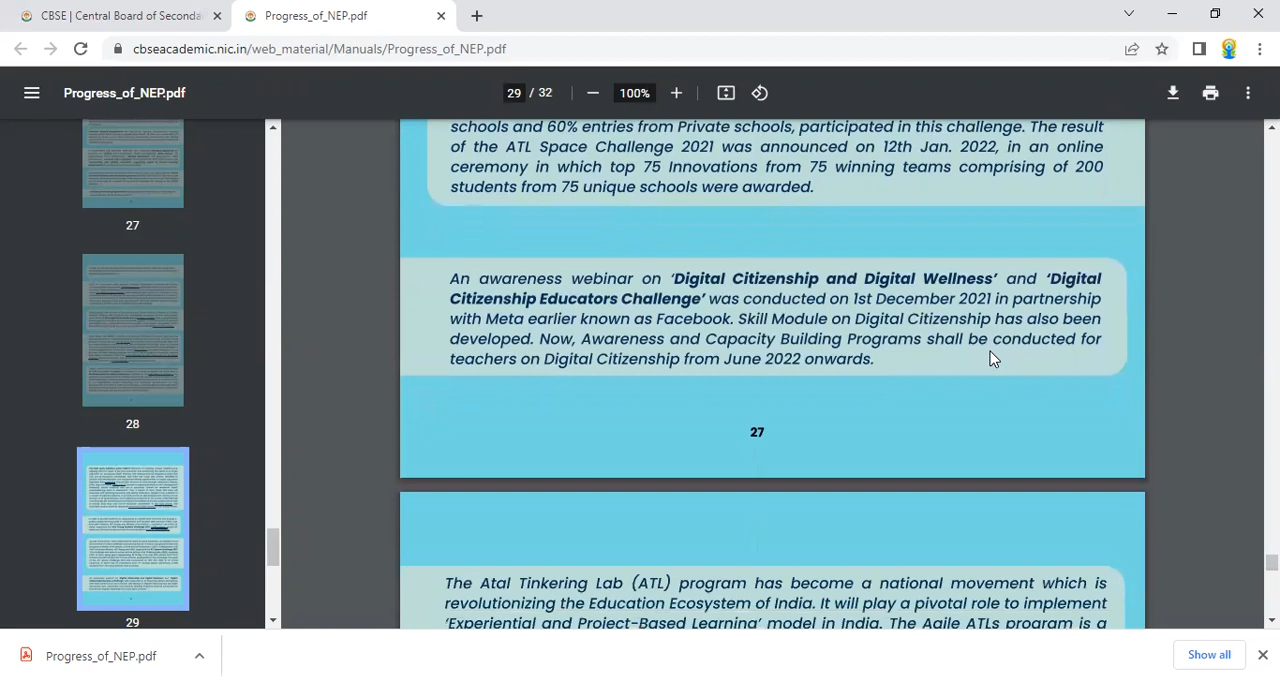 CBSE | Central Board of Seconda
Progress_of_NEP.pdf
cbseacademic.nic.in/web_material/Manuals/Progress_of_NEP.pdf
Progress_of_NEP.pdf
29 / 32
100%
27
28
29
schools and 60% entries from Private schools, participated in this challenge. The result
of the ATL Space Challenge 2021 was announced on 12th Jan. 2022, in an online
ceremony in which top 75 Innovations from 75 winning teams comprising of 200
students from 75 unique schools were awarded.
An awareness webinar on ‘Digital Citizenship and Digital Wellness’ and ‘Digital
Citizenship Educators Challenge’ was conducted on 1st December 2021 in partnership
with Meta earlier known as Facebook. Skill Module on Digital Citizenship has also been
developed. Now, Awareness and Capacity Building Programs shall be conducted for
teachers on Digital Citizenship from June 2022 onwards.
27
The Atal Tinkering Lab (ATL) program has become a national movement which is
revolutionizing the Education Ecosystem of India. It will play a pivotal role to implement
‘Experiential and Project-Based Learning’ model in India. The Agile ATLs program is a
Progress_of_NEP.pdf
Show all